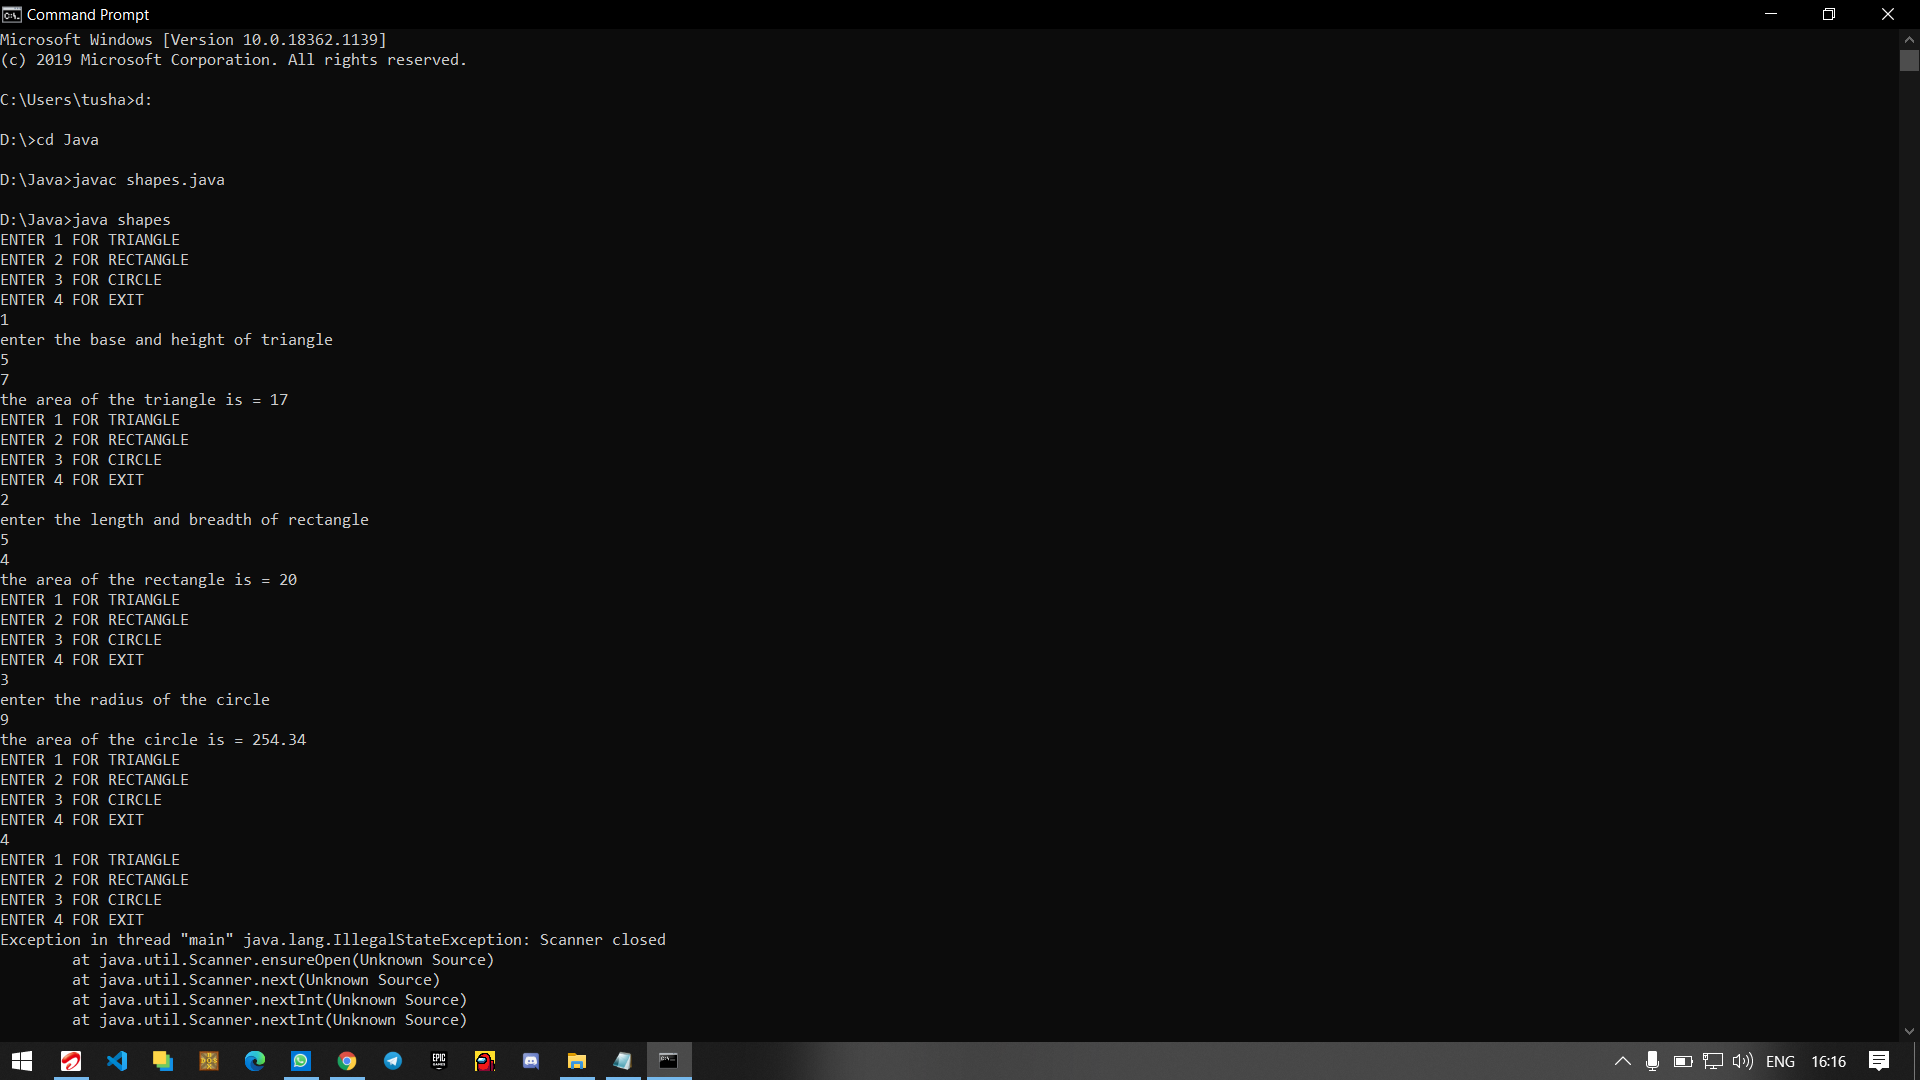 Command Prompt
Microsoft Windows [Version 10.0.18362.1139]
(c) 2019 Microsoft Corporation. All rights reserved.
C:\Users\tusha>d:
D:\>cd Java
D:\Java>javac shapes.java
D:\Java>java shapes
ENTER 1 FOR TRIANGLE
ENTER 2 FOR RECTANGLE
ENTER 3 FOR CIRCLE
ENTER 4 FOR EXIT
1
enter the base and height of triangle
5
7
the area of the triangle is = 17
ENTER 1 FOR TRIANGLE
ENTER 2 FOR RECTANGLE
ENTER 3 FOR CIRCLE
ENTER 4 FOR EXIT
2
enter the length and breadth of rectangle
5
4
the area of the rectangle is = 20
ENTER 1 FOR TRIANGLE
ENTER 2 FOR RECTANGLE
ENTER 3 FOR CIRCLE
ENTER 4 FOR EXIT
3
enter the radius of the circle
9
the area of the circle is = 254.34
ENTER 1 FOR TRIANGLE
ENTER 2 FOR RECTANGLE
ENTER 3 FOR CIRCLE
ENTER 4 FOR EXIT
4
ENTER 1 FOR TRIANGLE
ENTER 2 FOR RECTANGLE
ENTER 3 FOR CIRCLE
ENTER 4 FOR EXIT
Exception in thread "main" java.lang.IllegalStateException: Scanner closed
        at java.util.Scanner.ensureOpen(Unknown Source)
        at java.util.Scanner.next(Unknown Source)
        at java.util.Scanner.nextInt(Unknown Source)
        at java.util.Scanner.nextInt(Unknown Source)
EPIC GAMES
ENG 16:16